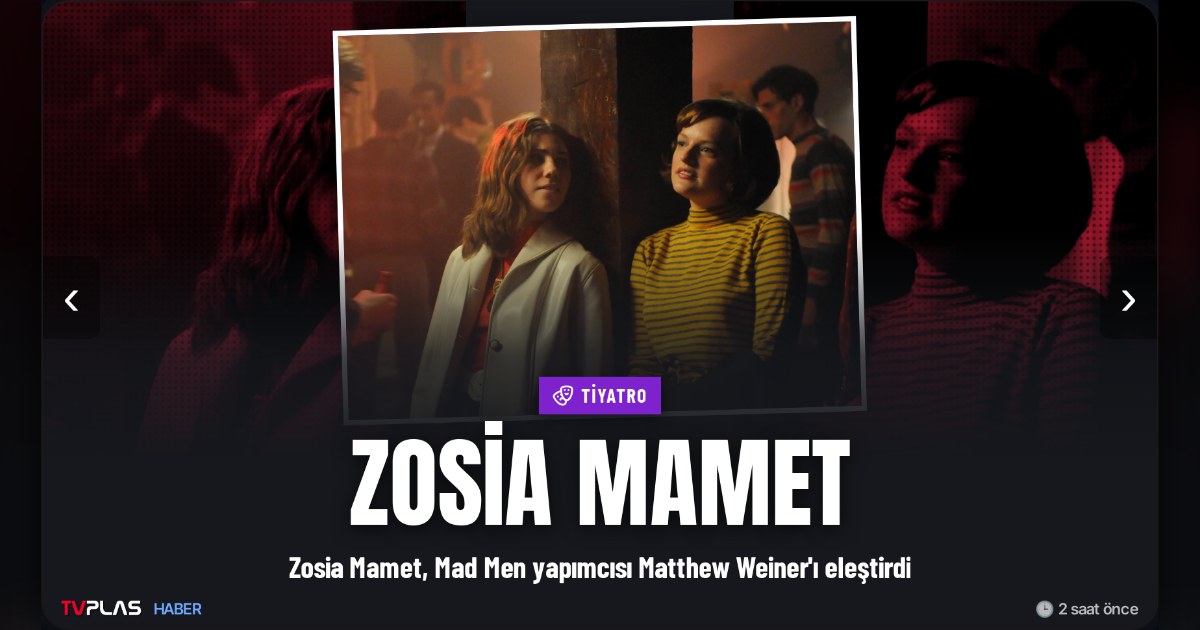 TİYATRO
ZOSİA MAMET
Zosia Mamet, Mad Men yapımcısı Matthew Weiner'ı eleştirdi
TVPLAS HABER
2 saat önce